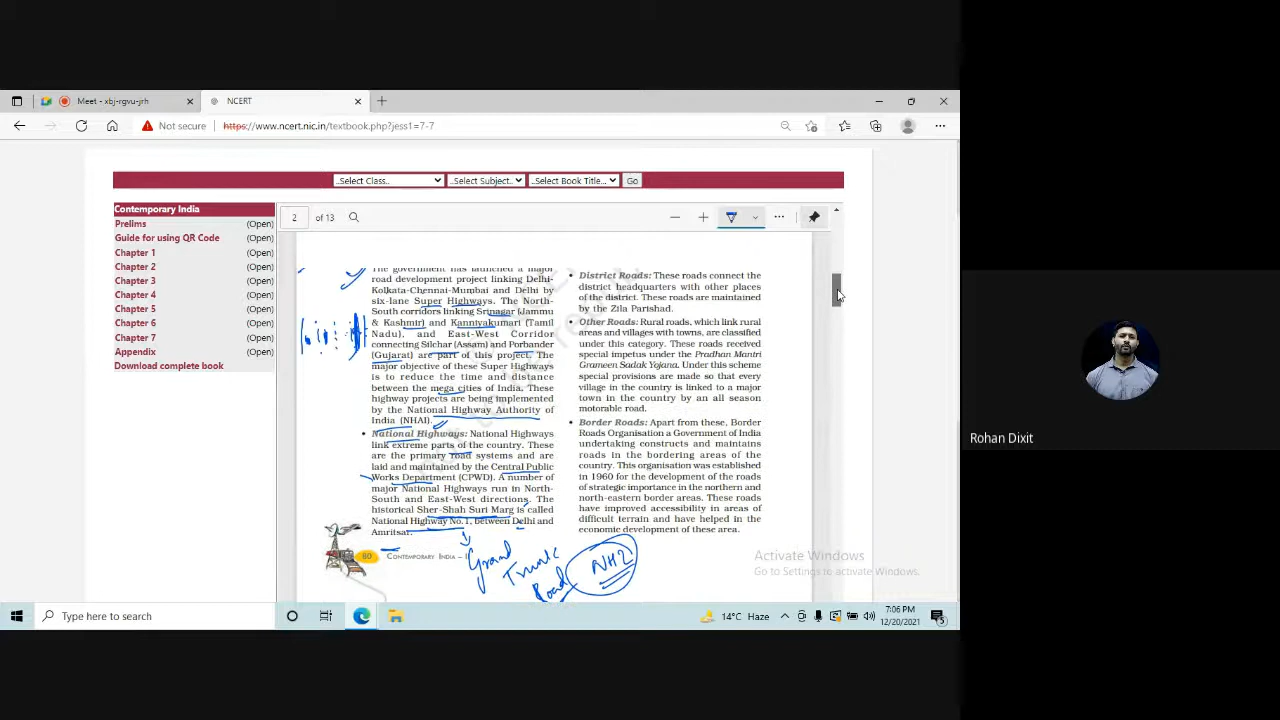 Meet - xbj-rgvu-jrh
NCERT
Not secure
https://www.ncert.nic.in/textbook.php?jess1=7-7
..Select Class..
..Select Subject..
..Select Book Title..
Go
Contemporary India
Prelims (Open)
Guide for using QR Code (Open)
Chapter 1 (Open)
Chapter 2 (Open)
Chapter 3 (Open)
Chapter 4 (Open)
Chapter 5 (Open)
Chapter 6 (Open)
Chapter 7 (Open)
Appendix (Open)
Download complete book
2 of 13
The government has launched a major
road development project linking Delhi-
Kolkata-Chennai-Mumbai and Delhi by
six-lane Super Highways. The North-
South corridors linking Srinagar (Jammu
& Kashmir) and Kanniyakumari (Tamil
Nadu), and East-West Corridor
connecting Silchar (Assam) and Porbander
(Gujarat) are part of this project. The
major objective of these Super Highways
is to reduce the time and distance
between the mega cities of India. These
highway projects are being implemented
by the National Highway Authority of
India (NHAI).
• National Highways: National Highways
link extreme parts of the country. These
are the primary road systems and are
laid and maintained by the Central Public
Works Department (CPWD). A number of
major National Highways run in North-
South and East-West directions. The
historical Sher-Shah Suri Marg is called
National Highway No.1, between Delhi and
Amritsar.
80 CONTEMPORARY INDIA – II
Grand
Trunk
Road
NH2
• District Roads: These roads connect the
district headquarters with other places
of the district. These roads are maintained
by the Zila Parishad.
• Other Roads: Rural roads, which link rural
areas and villages with towns, are classified
under this category. These roads received
special impetus under the Pradhan Mantri
Grameen Sadak Yojana. Under this scheme
special provisions are made so that every
village in the country is linked to a major
town in the country by an all season
motorable road.
• Border Roads: Apart from these, Border
Roads Organisation a Government of India
undertaking constructs and maintains
roads in the bordering areas of the
country. This organisation was established
in 1960 for the development of the roads
of strategic importance in the northern and
north-eastern border areas. These roads
have improved accessibility in areas of
difficult terrain and have helped in the
economic development of these area.
Activate Windows
Go to Settings to activate Windows.
Rohan Dixit
Type here to search
14°C Haze
7:06 PM
12/20/2021
5